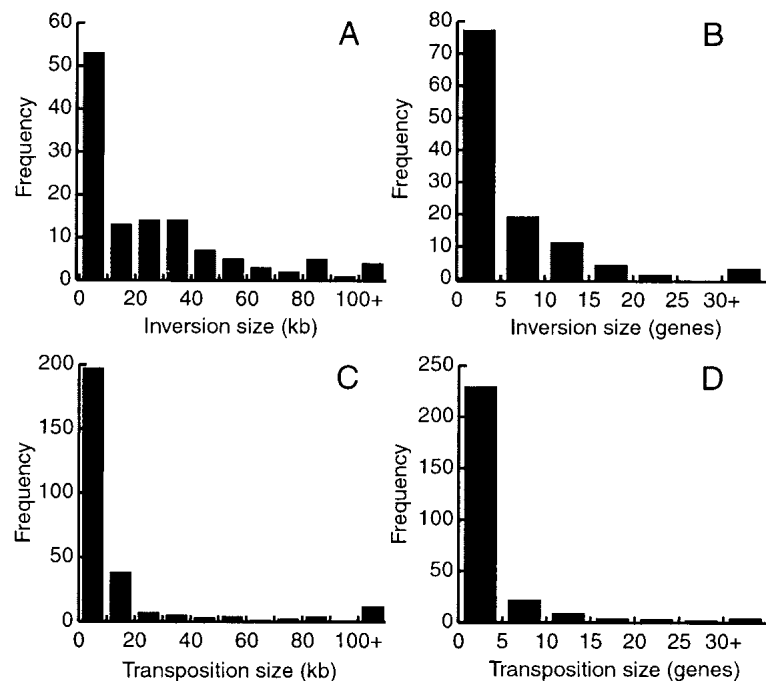 A
Frequency
60
50
40
30
20
10
0
0 20 40 60 80 100+
Inversion size (kb)
B
Frequency
80
70
60
50
40
30
20
10
0
0 5 10 15 20 25 30+
Inversion size (genes)
C
Frequency
200
150
100
50
0
0 20 40 60 80 100+
Transposition size (kb)
D
Frequency
250
200
150
100
50
0
0 5 10 15 20 25 30+
Transposition size (genes)